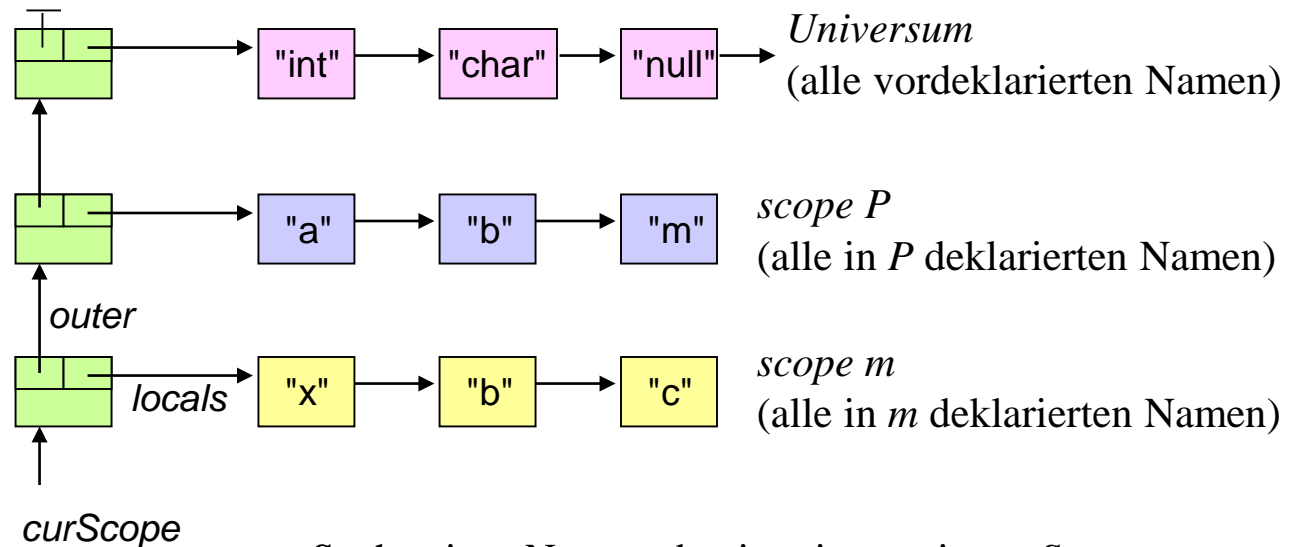 "int" "char" "null" Universum
(alle vordeklarierten Namen)
"a" "b" "m" scope P
(alle in P deklarierten Namen)
outer
locals "x" "b" "c" scope m
(alle in m deklarierten Namen)
curScope